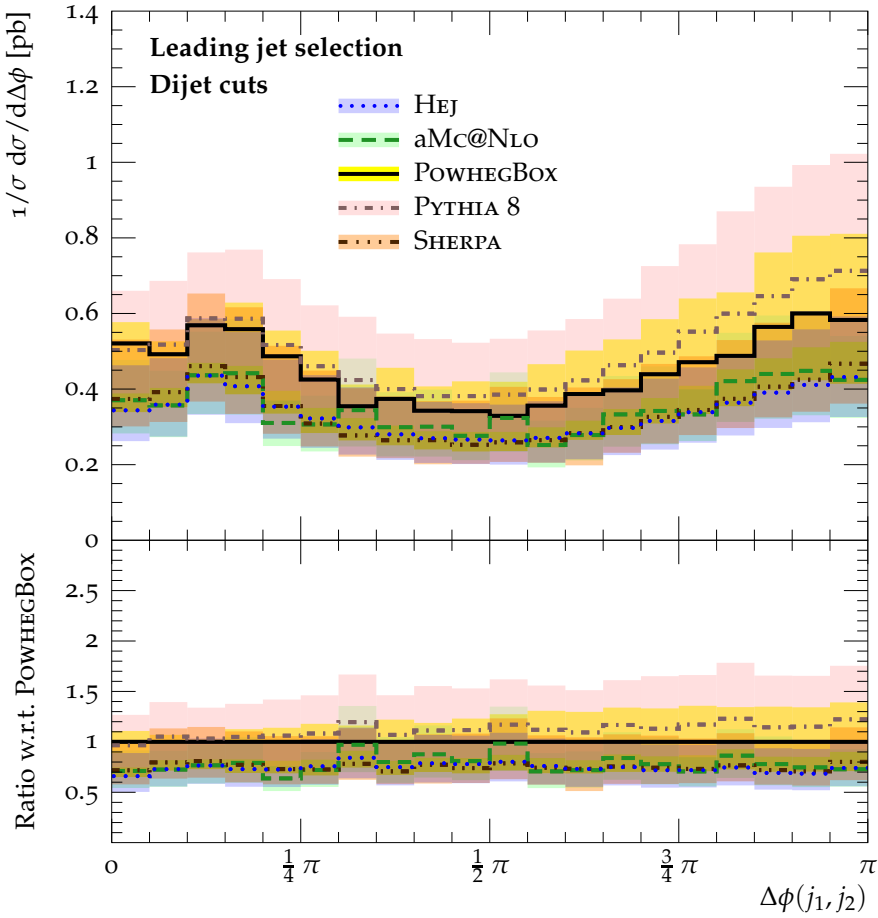 1/σ dσ/dΔϕ [pb]
1.4
1.2
1
0.8
0.6
0.4
0.2
0
Leading jet selection
Dijet cuts
HEJ
aMC@NLO
POWHEGBOX
PYTHIA 8
SHERPA
Ratio w.r.t. POWHEGBOX
2.5
2
1.5
1
0.5
0
1/4 π
1/2 π
3/4 π
π
Δϕ(j₁, j₂)